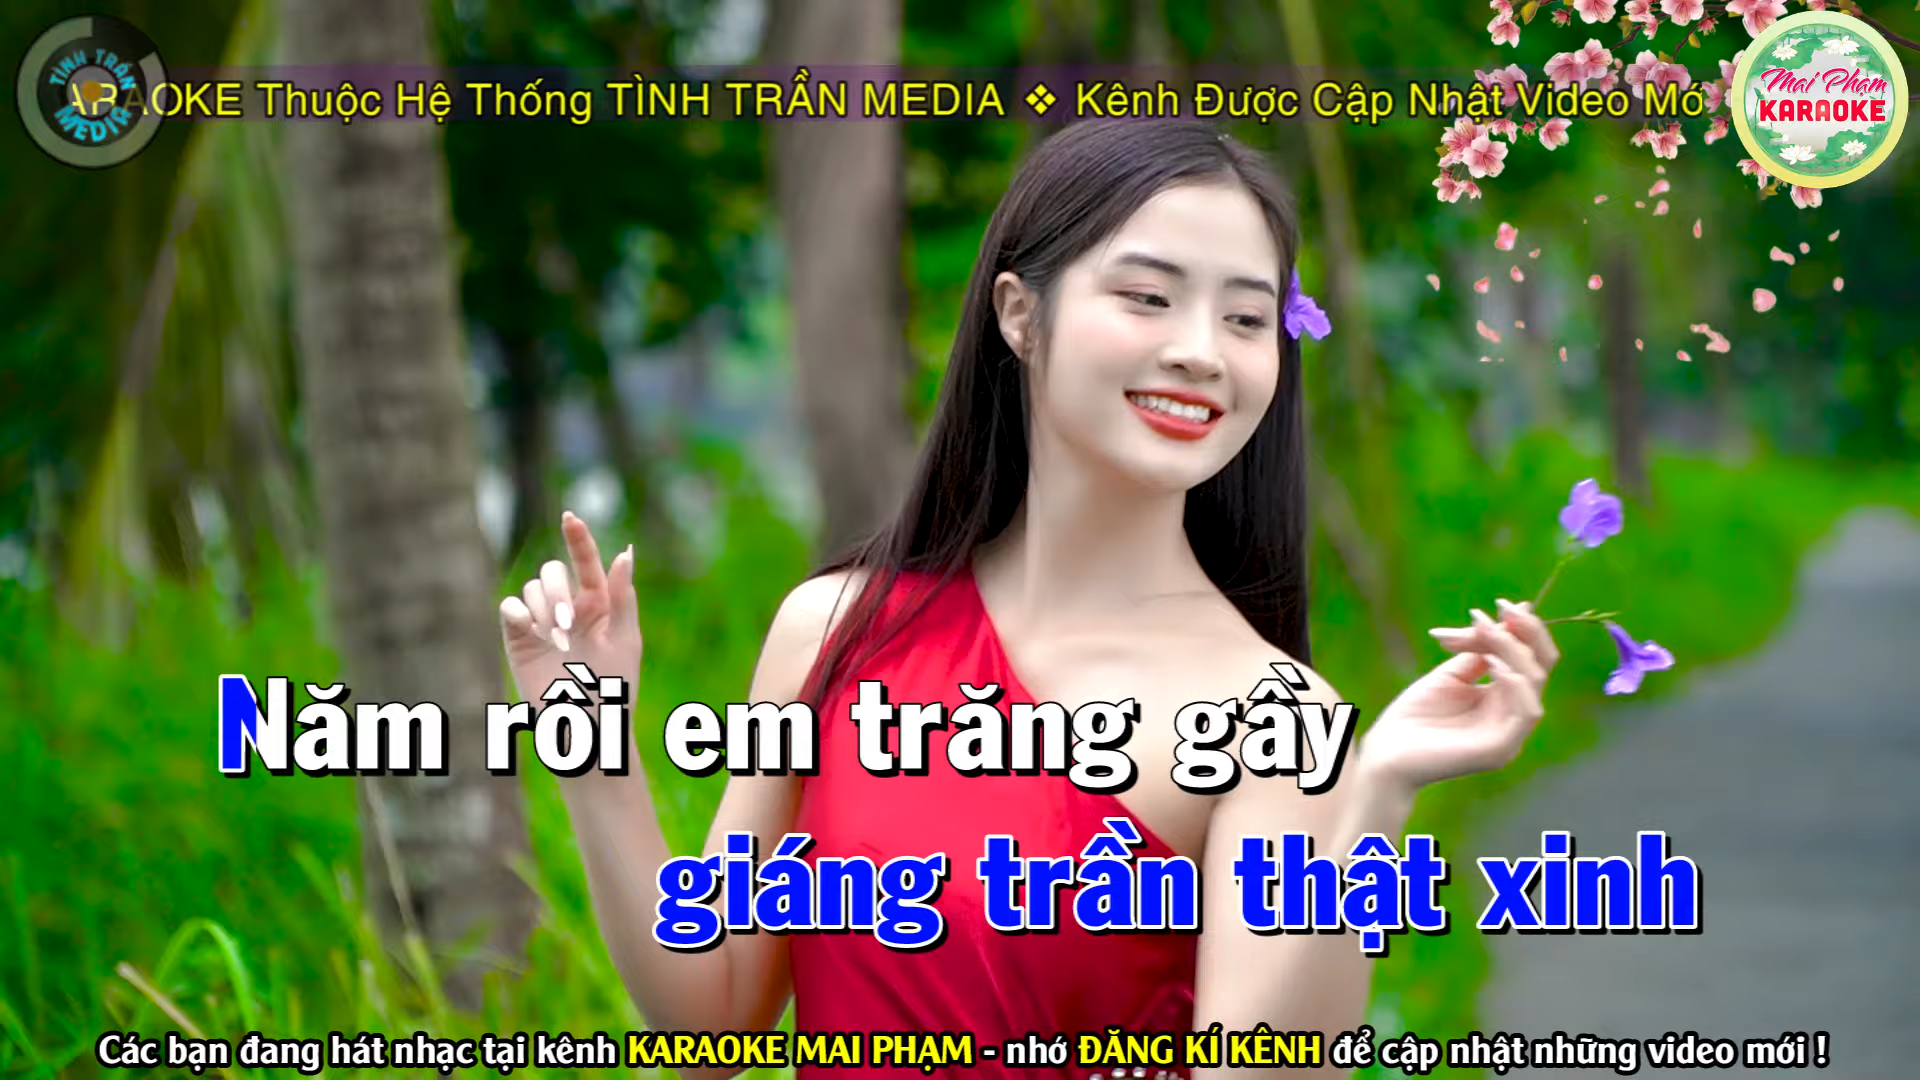 TÌNH TRẦN
MEDIA
ARAOKE Thuộc Hệ Thống TÌNH TRẦN MEDIA ❖ Kênh Được Cập Nhật Video Mớ
Mai Phạm
KARAOKE
Năm rồi em trăng gầy
giáng trần thật xinh
Các bạn đang hát nhạc tại kênh KARAOKE MAI PHẠM - nhớ ĐĂNG KÍ KÊNH để cập nhật những video mới !